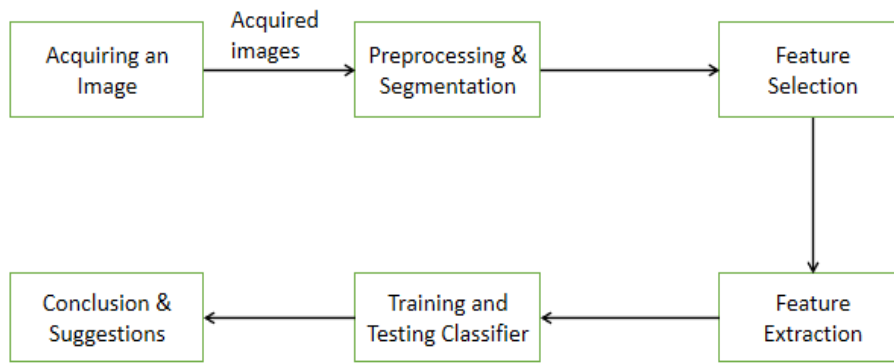 Acquiring an
Image
Acquired
images
Preprocessing &
Segmentation
Feature
Selection
Conclusion &
Suggestions
Training and
Testing Classifier
Feature
Extraction